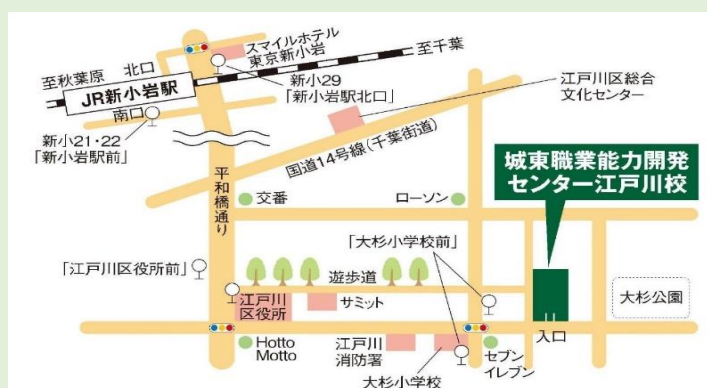 スマイルホテル
東京新小岩
至千葉
至秋葉原
北口
JR新小岩駅
南口
新小29
「新小岩駅北口」
江戸川区総合
文化センター
新小21・22
「新小岩駅前」
国道14号線(千葉街道)
城東職業能力開発
センター江戸川校
平和橋通り
交番
ローソン
「大杉小学校前」
「江戸川区役所前」
遊歩道
江戸川
区役所
サミット
大杉公園
入口
Hotto
Motto
江戸川
消防署
大杉小学校
セブン
イレブン